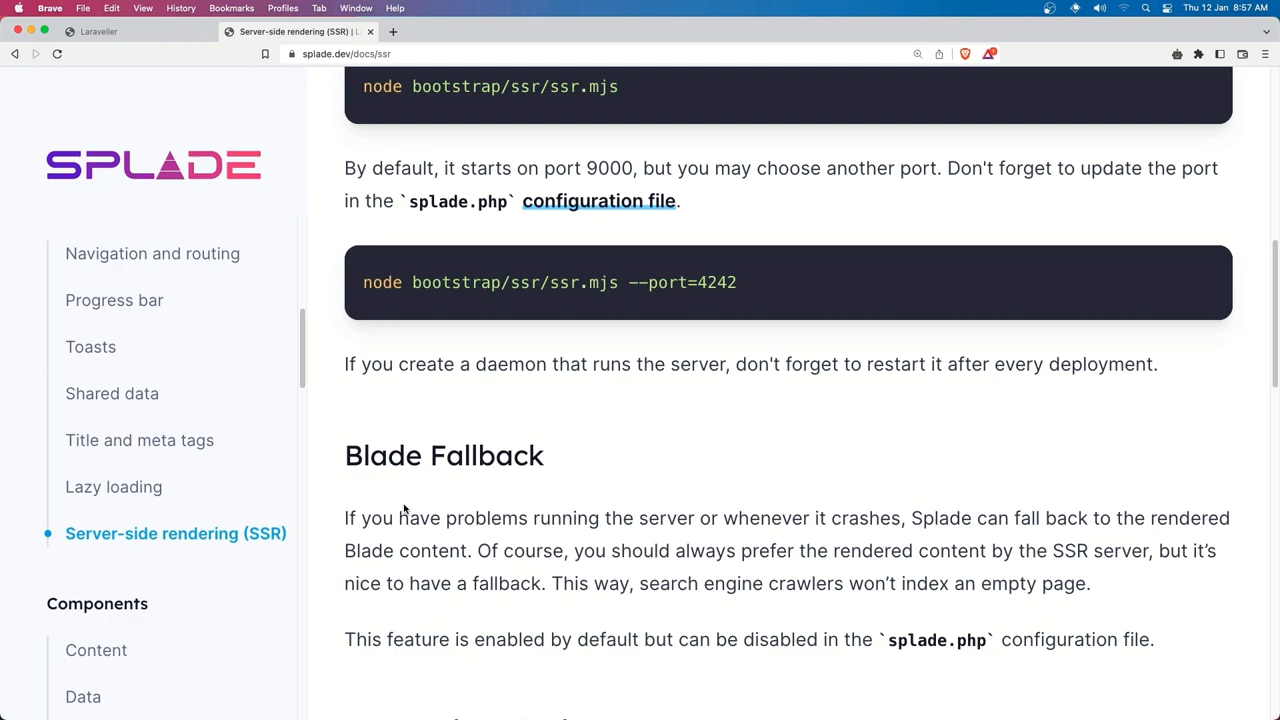 Brave File Edit View History Bookmarks Profiles Tab Window Help Thu 12 Jan 8:57 AM
Laraveller
Server-side rendering (SSR) | L
splade.dev/docs/ssr
SPLADE
Navigation and routing
Progress bar
Toasts
Shared data
Title and meta tags
Lazy loading
Server-side rendering (SSR)
Components
Content
Data
node bootstrap/ssr/ssr.mjs
By default, it starts on port 9000, but you may choose another port. Don't forget to update the port
in the `splade.php` configuration file.
node bootstrap/ssr/ssr.mjs --port=4242
If you create a daemon that runs the server, don't forget to restart it after every deployment.
Blade Fallback
If you have problems running the server or whenever it crashes, Splade can fall back to the rendered
Blade content. Of course, you should always prefer the rendered content by the SSR server, but it’s
nice to have a fallback. This way, search engine crawlers won’t index an empty page.
This feature is enabled by default but can be disabled in the `splade.php` configuration file.